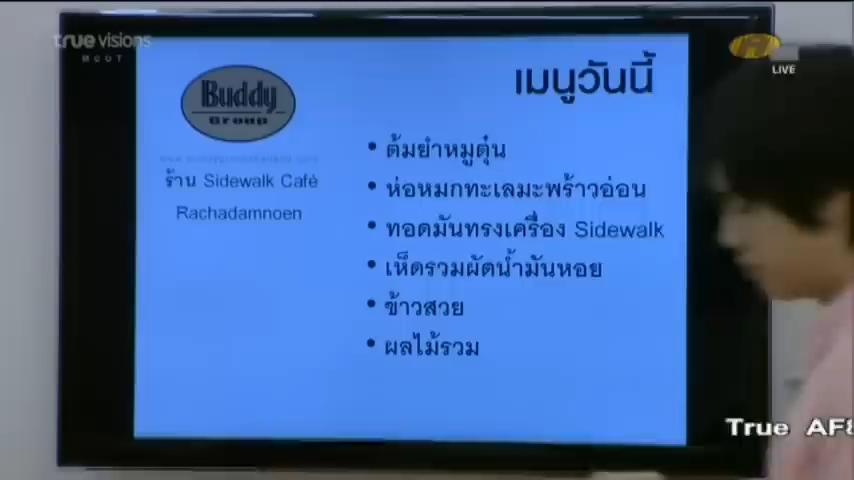 true visions
MCOT
LIVE
Buddy
Group
เมนูวันนี้
ร้าน Sidewalk Café
Rachadamnoen
• ต้มยำหมูตุ๋น
• ห่อหมกทะเลมะพร้าวอ่อน
• ทอดมันทรงเครื่อง Sidewalk
• เห็ดรวมผัดน้ำมันหอย
• ข้าวสวย
• ผลไม้รวม
True AF8